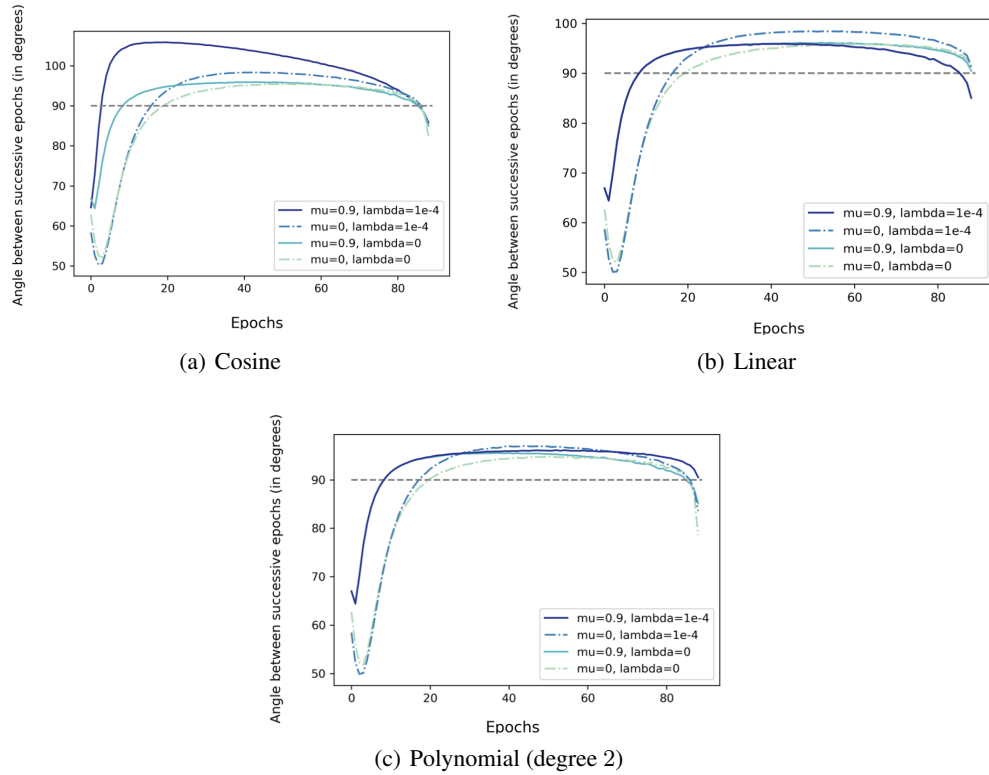 Angle between successive epochs (in degrees)
100
90
80
70
60
50
mu=0.9, lambda=1e-4
mu=0, lambda=1e-4
mu=0.9, lambda=0
mu=0, lambda=0
0
20
40
60
80
Epochs
(a) Cosine
Angle between successive epochs (in degrees)
100
90
80
70
60
50
mu=0.9, lambda=1e-4
mu=0, lambda=1e-4
mu=0.9, lambda=0
mu=0, lambda=0
0
20
40
60
80
Epochs
(b) Linear
Angle between successive epochs (in degrees)
90
80
70
60
50
mu=0.9, lambda=1e-4
mu=0, lambda=1e-4
mu=0.9, lambda=0
mu=0, lambda=0
0
20
40
60
80
Epochs
(c) Polynomial (degree 2)